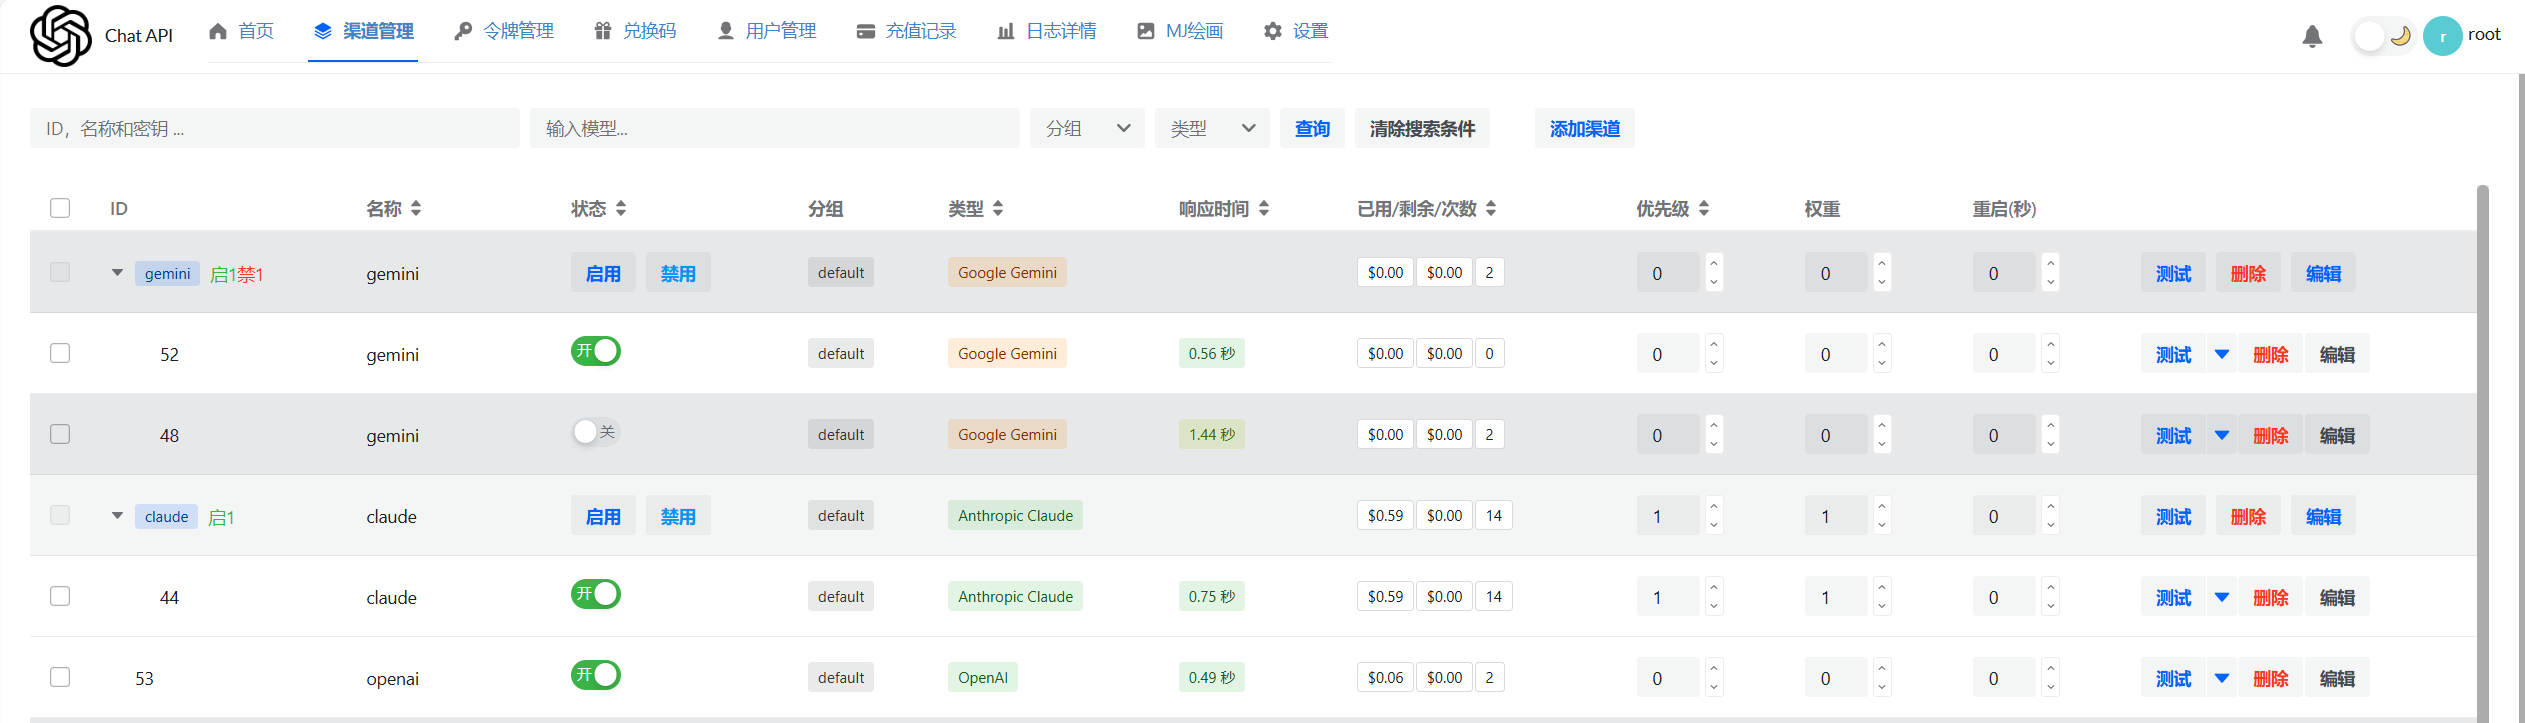 Chat API 首页 渠道管理 令牌管理 兑换码 用户管理 充值记录 日志详情 MJ绘画 设置 r root
ID，名称和密钥 ... 输入模型... 分组 类型 查询 清除搜索条件 添加渠道
ID 名称 状态 分组 类型 响应时间 已用/剩余/次数 优先级 权重 重启(秒)
gemini 启1禁1 gemini 启用 禁用 default Google Gemini $0.00 $0.00 2 0 0 0 测试 删除 编辑
52 gemini 开 default Google Gemini 0.56 秒 $0.00 $0.00 0 0 0 0 测试 删除 编辑
48 gemini 关 default Google Gemini 1.44 秒 $0.00 $0.00 2 0 0 0 测试 删除 编辑
claude 启1 claude 启用 禁用 default Anthropic Claude $0.59 $0.00 14 1 1 0 测试 删除 编辑
44 claude 开 default Anthropic Claude 0.75 秒 $0.59 $0.00 14 1 1 0 测试 删除 编辑
53 openai 开 default OpenAI 0.49 秒 $0.06 $0.00 2 0 0 0 测试 删除 编辑